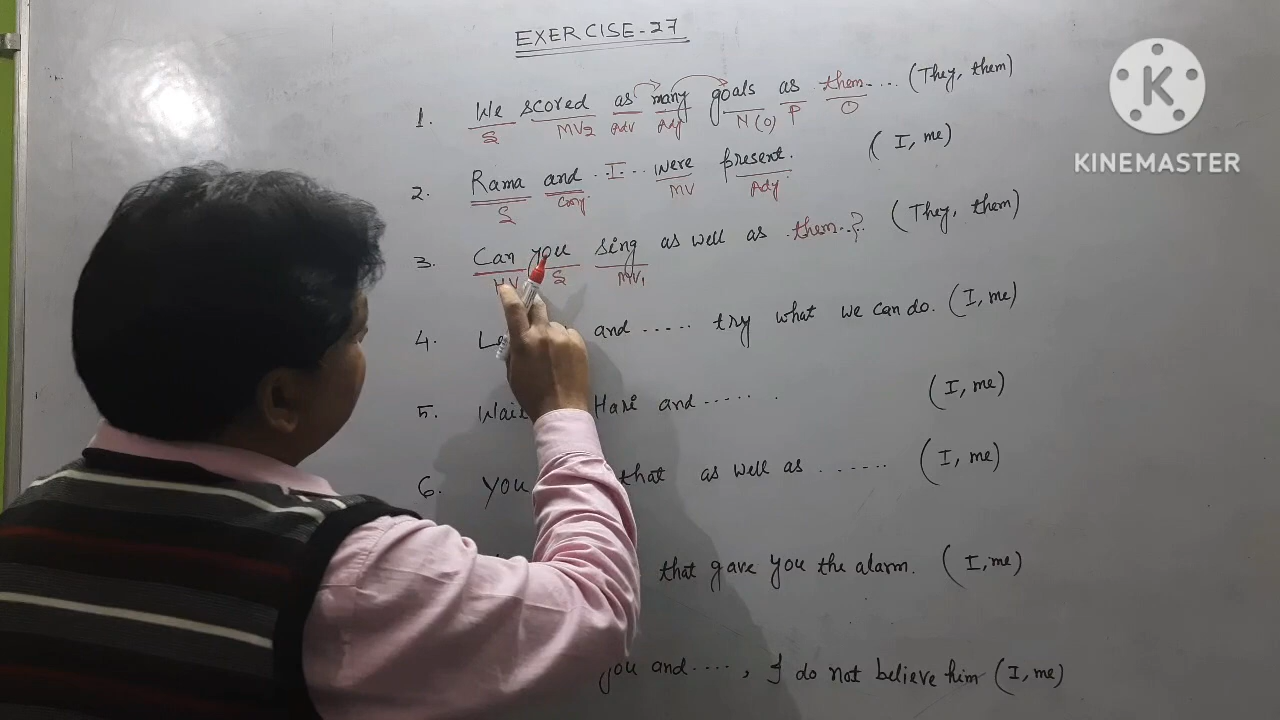 EXERCISE-27
1. We scored as many goals as them.... (They, them)
S MV2 Adv Adj N(O) P O
2. Rama and ..I... were present. (I, me)
S Conj. MV Adj
3. Can you sing as well as .them..? (They, them)
S MV1
4. and ..... try what we can do. (I, me)
5. Hari and ..... . (I, me)
6. You that as well as ...... (I, me)
that gave you the alarm. (I, me)
you and ...., I do not believe him (I, me)
K
KINEMASTER